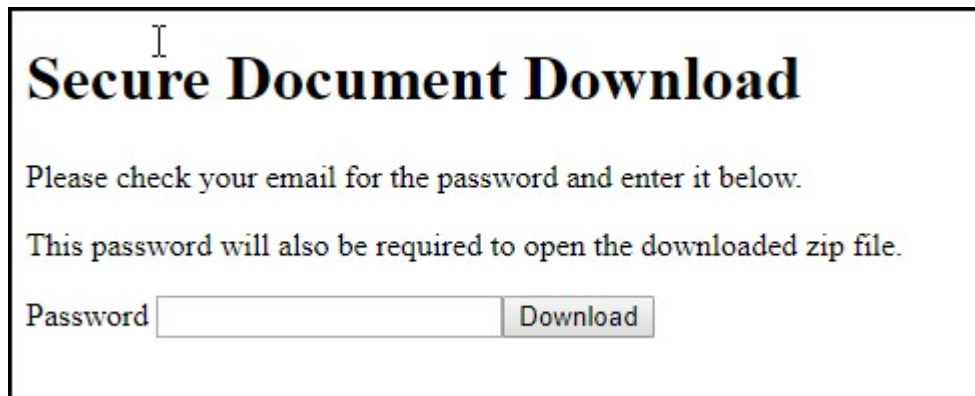 Secure Document Download
Please check your email for the password and enter it below.
This password will also be required to open the downloaded zip file.
Password Download